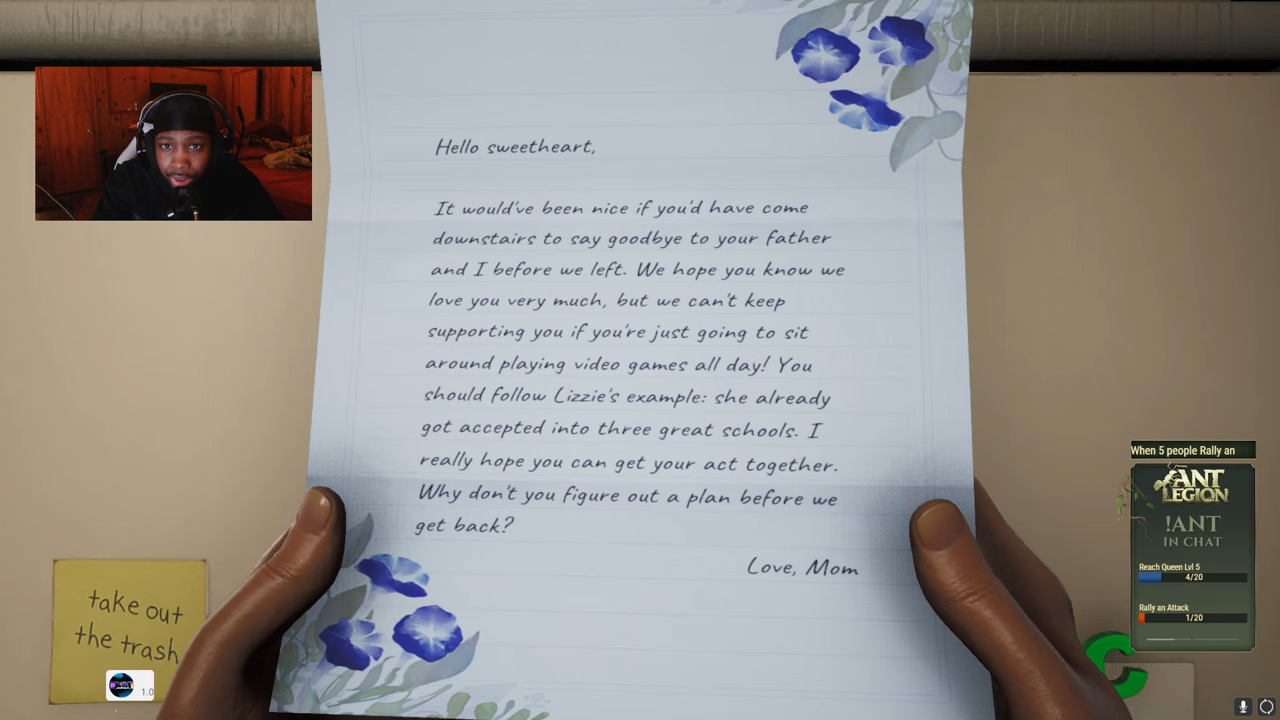 Hello sweetheart,
It would've been nice if you'd have come
downstairs to say goodbye to your father
and I before we left. We hope you know we
love you very much, but we can't keep
supporting you if you're just going to sit
around playing video games all day! You
should follow Lizzie's example: she already
got accepted into three great schools. I
really hope you can get your act together.
Why don't you figure out a plan before we
get back?
Love, Mom
take out
the trash
1.0
When 5 people Rally an
ANT
LEGION
!ANT
IN CHAT
Reach Queen Lvl 5
4/20
Rally an Attack
1/20
C